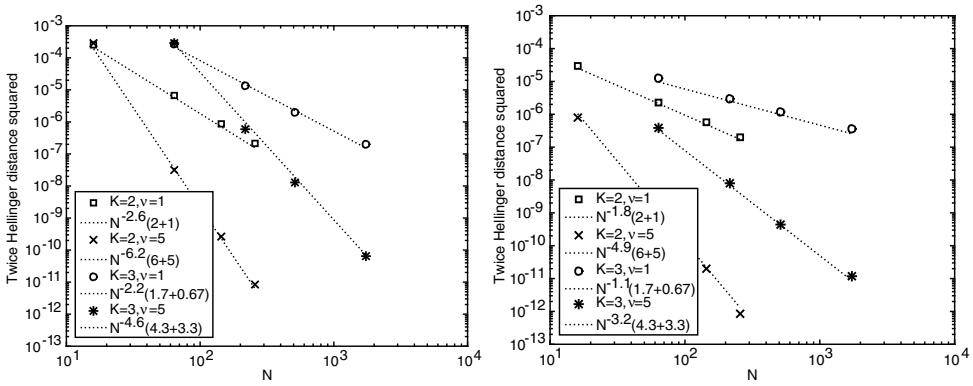 10^-3
10^-4
10^-5
10^-6
10^-7
10^-8
10^-9
10^-10
10^-11
10^-12
10^-13
Twice Hellinger distance squared
K=2,ν=1
N^-2.6(2+1)
K=2,ν=5
N^-6.2(6+5)
K=3,ν=1
N^-2.2(1.7+0.67)
K=3,ν=5
N^-4.6(4.3+3.3)
10^1 10^2 10^3 10^4
N
10^-3
10^-4
10^-5
10^-6
10^-7
10^-8
10^-9
10^-10
10^-11
10^-12
10^-13
Twice Hellinger distance squared
K=2,ν=1
N^-1.8(2+1)
K=2,ν=5
N^-4.9(6+5)
K=3,ν=1
N^-1.1(1.7+0.67)
K=3,ν=5
N^-3.2(4.3+3.3)
10^1 10^2 10^3 10^4
N